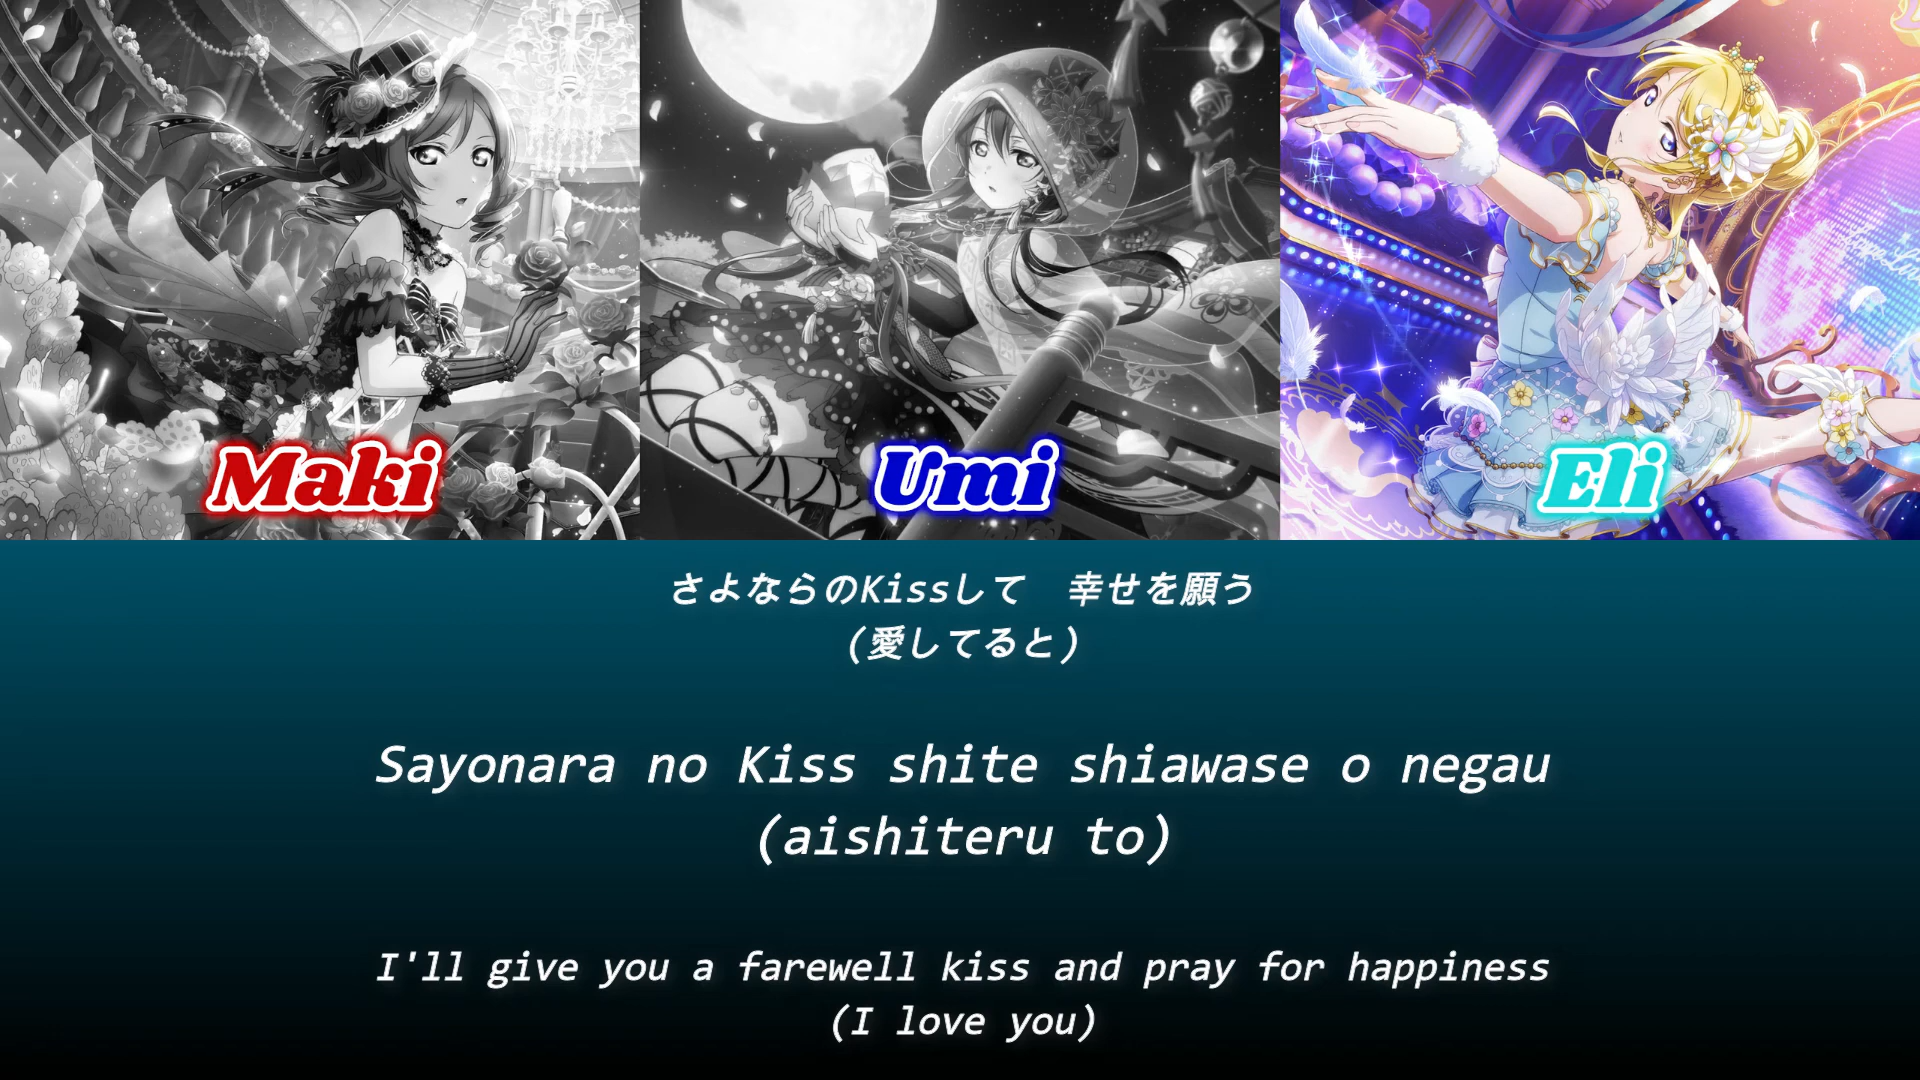 Maki
Umi
Eli
さよならのKissして　幸せを願う
(愛してると)
Sayonara no Kiss shite shiawase o negau
(aishiteru to)
I'll give you a farewell kiss and pray for happiness
(I love you)